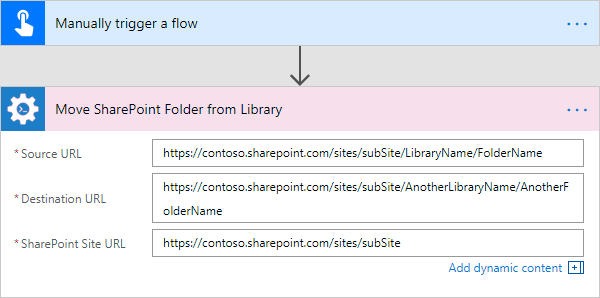 Manually trigger a flow
Move SharePoint Folder from Library
* Source URL https://contoso.sharepoint.com/sites/subSite/LibraryName/FolderName
* Destination URL https://contoso.sharepoint.com/sites/subSite/AnotherLibraryName/AnotherF
olderName
* SharePoint Site URL https://contoso.sharepoint.com/sites/subSite
Add dynamic content